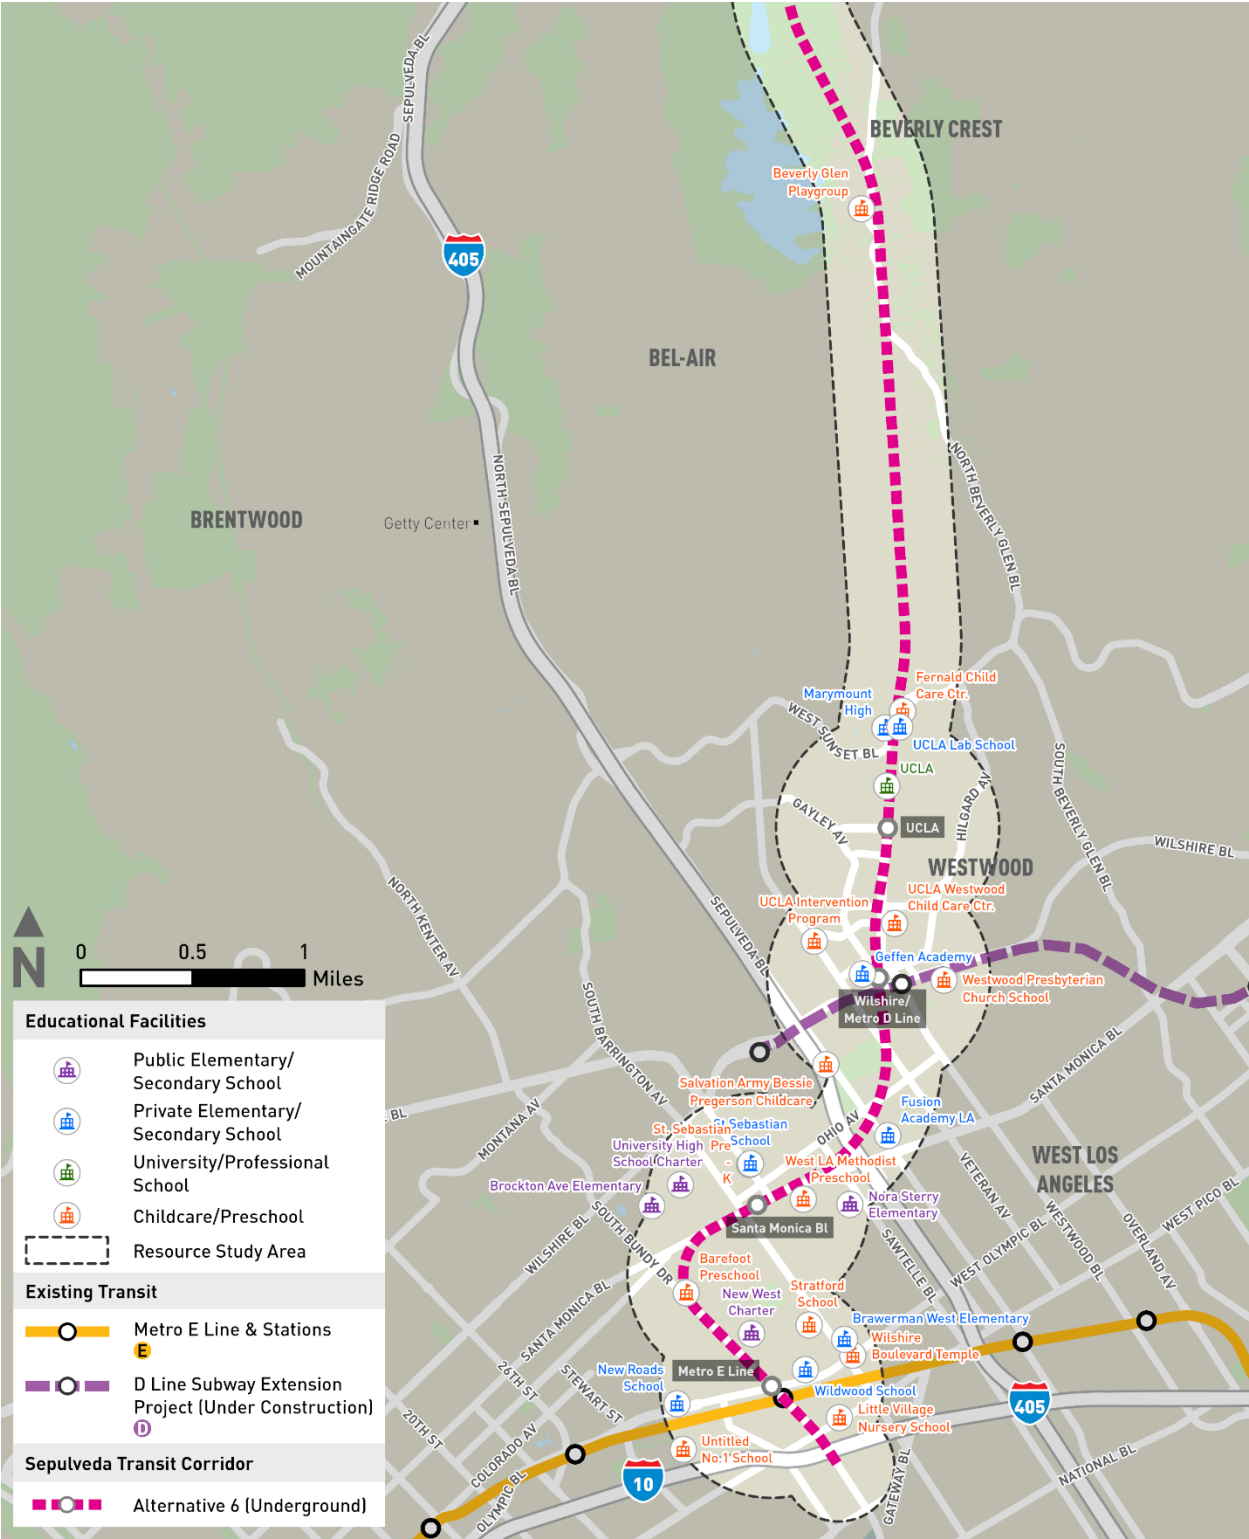 SEPULVEDA BL
MOUNTAINGATE RIDGE ROAD
405
BEVERLY CREST
Beverly Glen
Playgroup
BEL-AIR
BRENTWOOD
Getty Center
NORTH SEPULVEDA BL
NORTH BEVERLY GLEN BL
Fernald Child
Care Ctr.
Marymount
High
WEST SUNSET BL
UCLA Lab School
UCLA
GAYLEY AV
UCLA
HILGARD AV
SOUTH BEVERLY GLEN BL
WILSHIRE BL
WESTWOOD
UCLA Westwood
Child Care Ctr.
UCLA Intervention
Program
NORTH KENTER AV
SEPULVEDA BL
Geffen Academy
Westwood Presbyterian
Church School
Wilshire/
Metro D Line
SOUTH BARRINGTON AV
SANTA MONICA BL
Salvation Army Bessie
Pregerson Childcare
E BL
MONTANA AV
OHIO AV
Fusion
Academy LA
St. Sebastian
Pre
-
K
St Sebastian
School
University High
School Charter
West LA Methodist
Preschool
WEST LOS
ANGELES
Brockton Ave Elementary
Nora Sterry
Elementary
VETERAN AV
WESTWOOD BL
OVERLAND AV
WEST PICO BL
WILSHIRE BL
SOUTH BUNDY DR
Santa Monica Bl
SAWTELLE BL
WEST OLYMPIC BL
Barefoot
Preschool
New West
Charter
Stratford
School
Brawerman West Elementary
Wilshire
Boulevard Temple
SANTA MONICA BL
26TH ST
STEWART ST
New Roads
School
Metro E Line
Wildwood School
Little Village
Nursery School
405
20TH ST
COLORADO AV
OLYMPIC BL
Untitled
No.1 School
10
GATEWAY BL
NATIONAL BL
N
0 0.5 1
Miles
Educational Facilities
Public Elementary/
Secondary School
Private Elementary/
Secondary School
University/Professional
School
Childcare/Preschool
Resource Study Area
Existing Transit
Metro E Line & Stations
E
D Line Subway Extension
Project (Under Construction)
D
Sepulveda Transit Corridor
Alternative 6 (Underground)